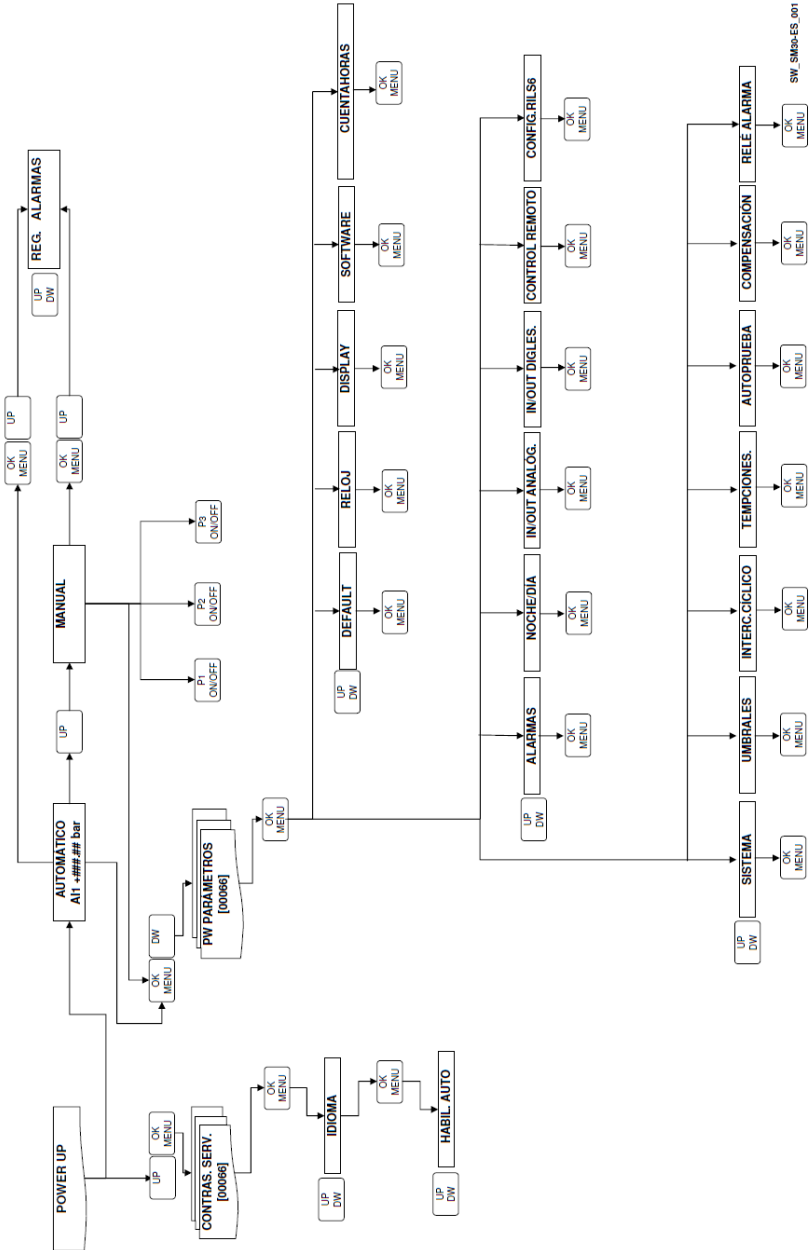 POWER UP
UP
OK
MENU
CONTRAS. SERV.
[00066]
OK
MENU
UP
DW
IDIOMA
OK
MENU
UP
DW
HABIL. AUTO
AUTOMÁTICO
AI1 +###.## bar
UP
MANUAL
OK
MENU
UP
OK
MENU
UP
UP
DW
REG. ALARMAS
P1
ON/OFF
P2
ON/OFF
P3
ON/OFF
OK
MENU
DW
PW PARÁMETROS
[00066]
OK
MENU
UP
DW
DEFAULT
OK
MENU
RELOJ
OK
MENU
DISPLAY
OK
MENU
SOFTWARE
OK
MENU
CUENTAHORAS
OK
MENU
UP
DW
ALARMAS
OK
MENU
NOCHE/DÍA
OK
MENU
IN/OUT ANALÓG.
OK
MENU
IN/OUT DIGLES.
OK
MENU
CONTROL REMOTO
OK
MENU
CONFIG.RILS6
OK
MENU
UP
DW
SISTEMA
OK
MENU
UMBRALES
OK
MENU
INTERC.CÍCLICO
OK
MENU
TEMPCIONES.
OK
MENU
AUTOPRUEBA
OK
MENU
COMPENSACIÓN
OK
MENU
RELÉ ALARMA
OK
MENU
SW_SM30-ES_001